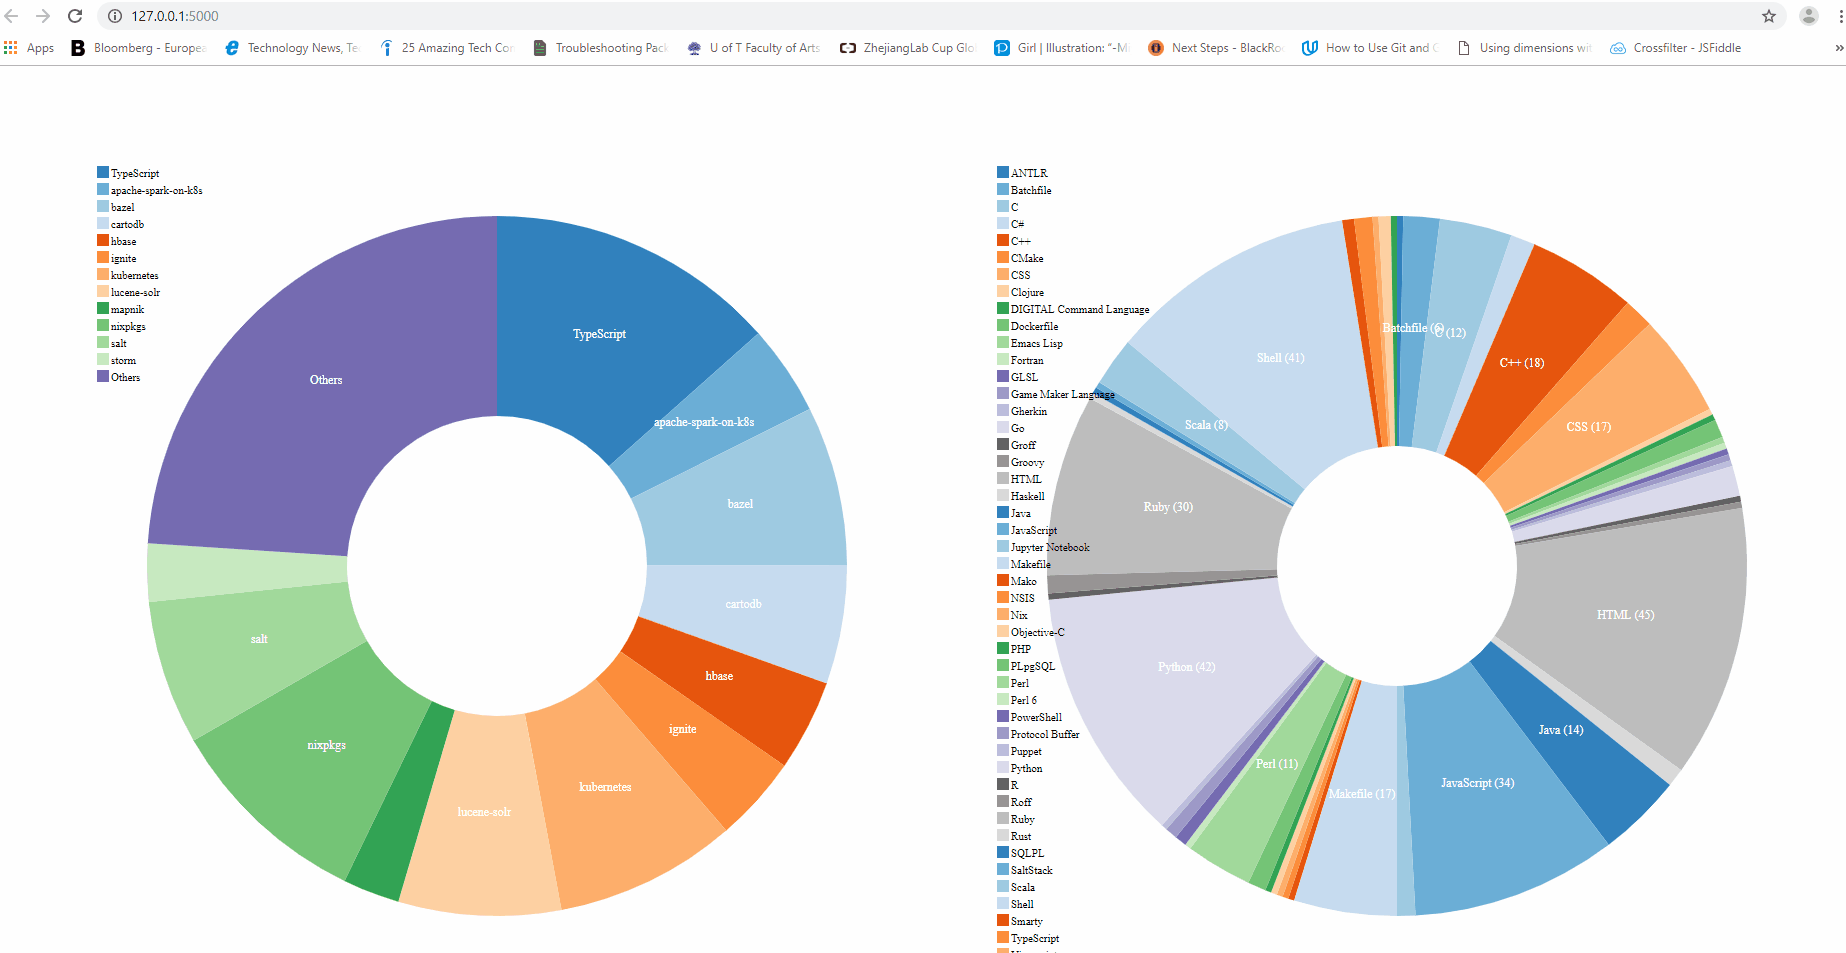 127.0.0.1:5000
Apps
Bloomberg - Europea
Technology News, Te
25 Amazing Tech Con
Troubleshooting Pack
U of T Faculty of Arts
ZhejiangLab Cup Glo
Girl | Illustration: "-M
Next Steps - BlackRo
How to Use Git and G
Using dimensions wit
Crossfilter - JSFiddle
»
TypeScript
apache-spark-on-k8s
bazel
cartodb
hbase
ignite
kubernetes
lucene-solr
mapnik
nixpkgs
salt
storm
Others
TypeScript
Others
apache-spark-on-k8s
bazel
cartodb
salt
hbase
ignite
nixpkgs
kubernetes
lucene-solr
ANTLR
Batchfile
C
C#
C++
CMake
CSS
Clojure
DIGITAL Command Language
Dockerfile
Emacs Lisp
Fortran
GLSL
Game Maker Language
Gherkin
Go
Groff
Groovy
HTML
Haskell
Java
JavaScript
Jupyter Notebook
Makefile
Mako
NSIS
Nix
Objective-C
PHP
PLpgSQL
Perl
Perl 6
PowerShell
Protocol Buffer
Puppet
Python
R
Roff
Ruby
Rust
SQLPL
SaltStack
Scala
Shell
Smarty
TypeScript
Batchfile (6)
C (12)
Shell (41)
C++ (18)
Scala (8)
CSS (17)
Ruby (30)
HTML (45)
Python (42)
Java (14)
Perl (11)
JavaScript (34)
Makefile (17)